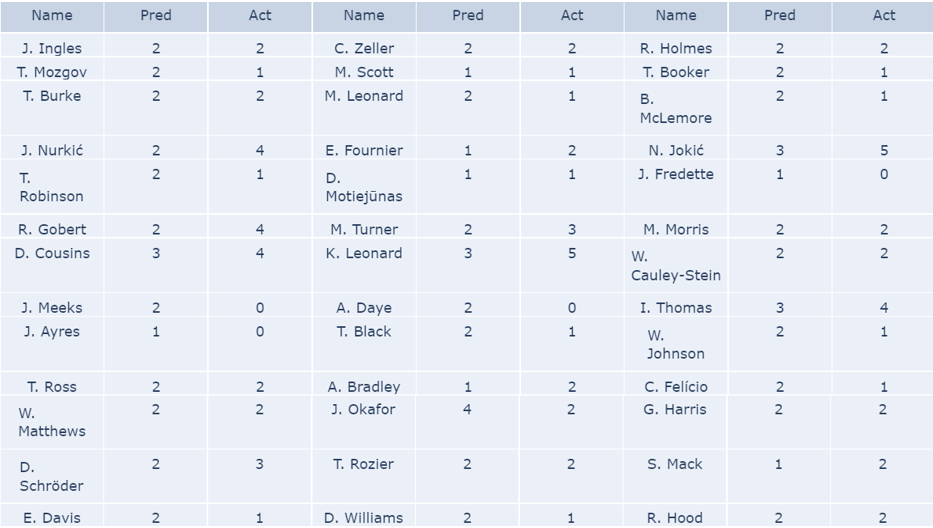 Name Pred Act Name Pred Act Name Pred Act
J. Ingles 2 2 C. Zeller 2 2 R. Holmes 2 2
T. Mozgov 2 1 M. Scott 1 1 T. Booker 2 1
T. Burke 2 2 M. Leonard 2 1 B. 2 1
McLemore
J. Nurkić 2 4 E. Fournier 1 2 N. Jokić 3 5
T. 2 1 D. 1 1 J. Fredette 1 0
Robinson Motiejūnas
R. Gobert 2 4 M. Turner 2 3 M. Morris 2 2
D. Cousins 3 4 K. Leonard 3 5 W. 2 2
Cauley-Stein
J. Meeks 2 0 A. Daye 2 0 I. Thomas 3 4
J. Ayres 1 0 T. Black 2 1 W. 2 1
Johnson
T. Ross 2 2 A. Bradley 1 2 C. Felício 2 1
W. 2 2 J. Okafor 4 2 G. Harris 2 2
Matthews
D. 2 3 T. Rozier 2 2 S. Mack 1 2
Schröder
E. Davis 2 1 D. Williams 2 1 R. Hood 2 2